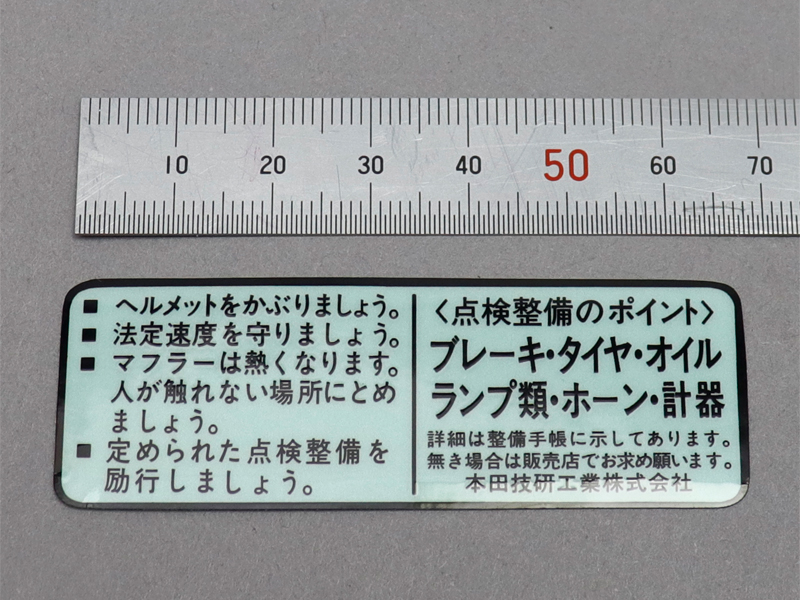 10 20 30 40 50 60 70
■ ヘルメットをかぶりましょう。
■ 法定速度を守りましょう。
■ マフラーは熱くなります。
人が触れない場所にとめ
ましょう。
■ 定められた点検整備を
励行しましょう。
〈点検整備のポイント〉
ブレーキ・タイヤ・オイル
ランプ類・ホーン・計器
詳細は整備手帳に示してあります。
無き場合は販売店でお求め願います。
本田技研工業株式会社